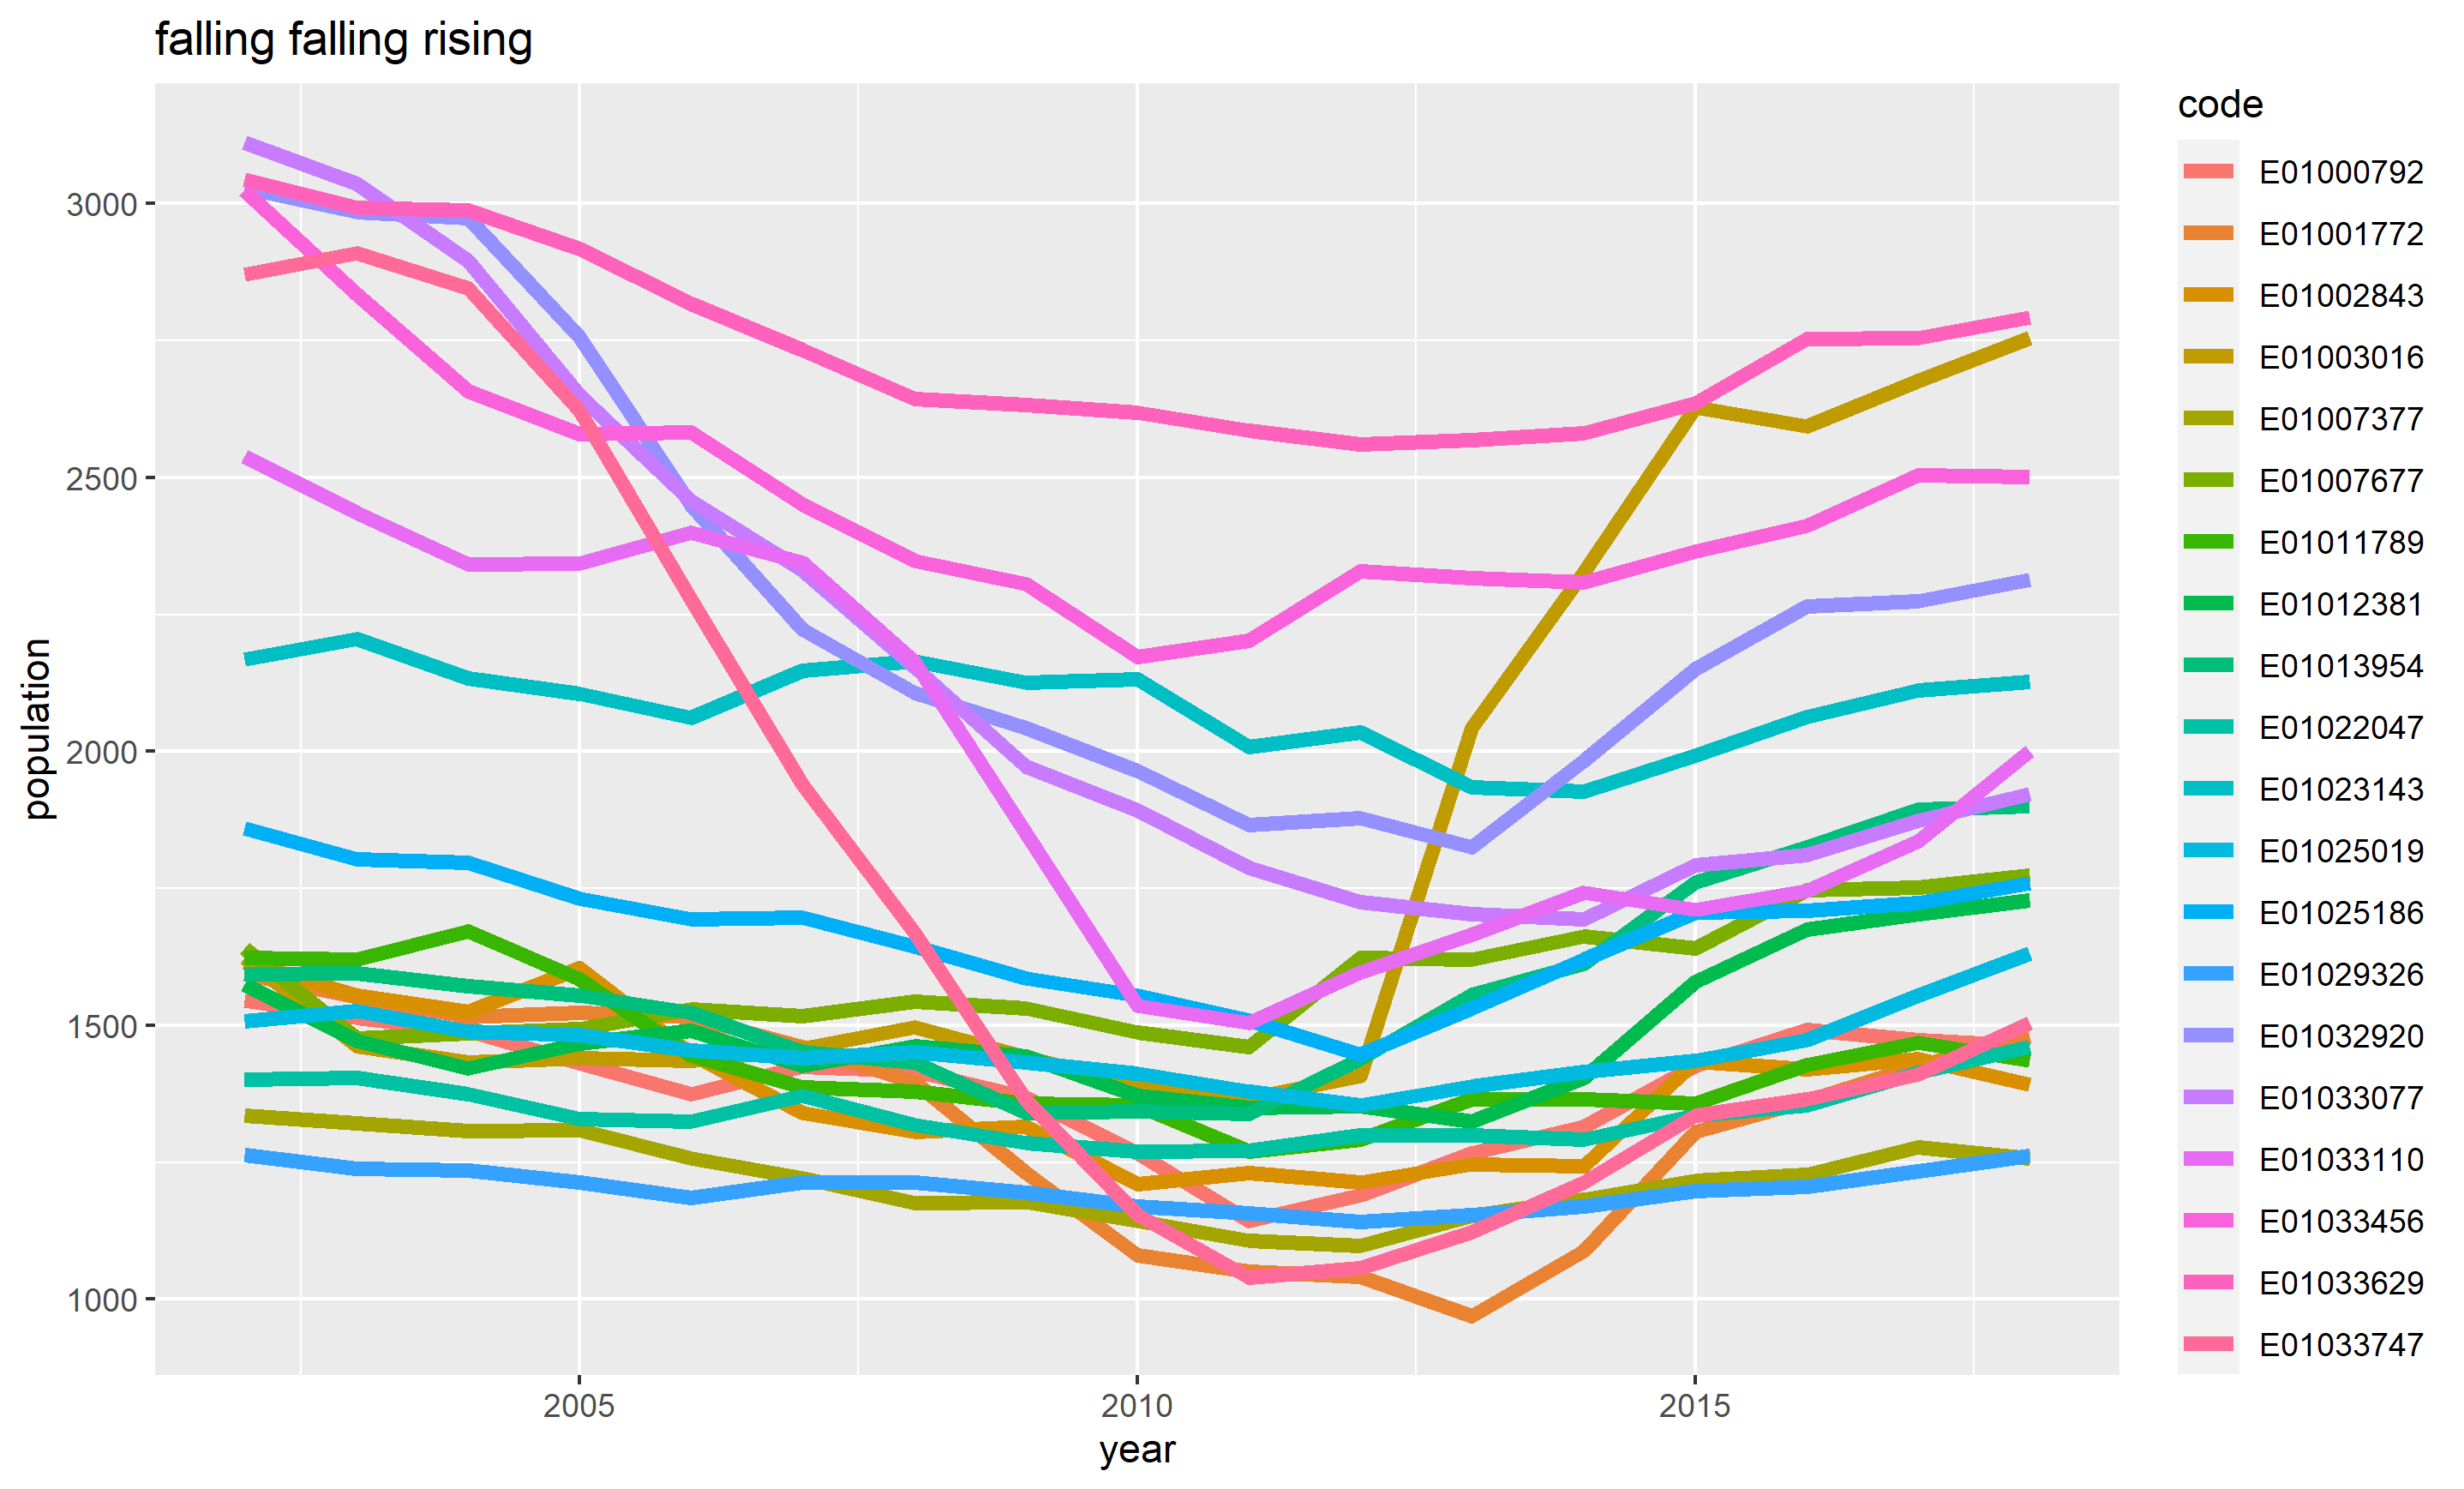 falling falling rising
population
3000
2500
2000
1500
1000
2005
2010
2015
year
code
E01000792
E01001772
E01002843
E01003016
E01007377
E01007677
E01011789
E01012381
E01013954
E01022047
E01023143
E01025019
E01025186
E01029326
E01032920
E01033077
E01033110
E01033456
E01033629
E01033747